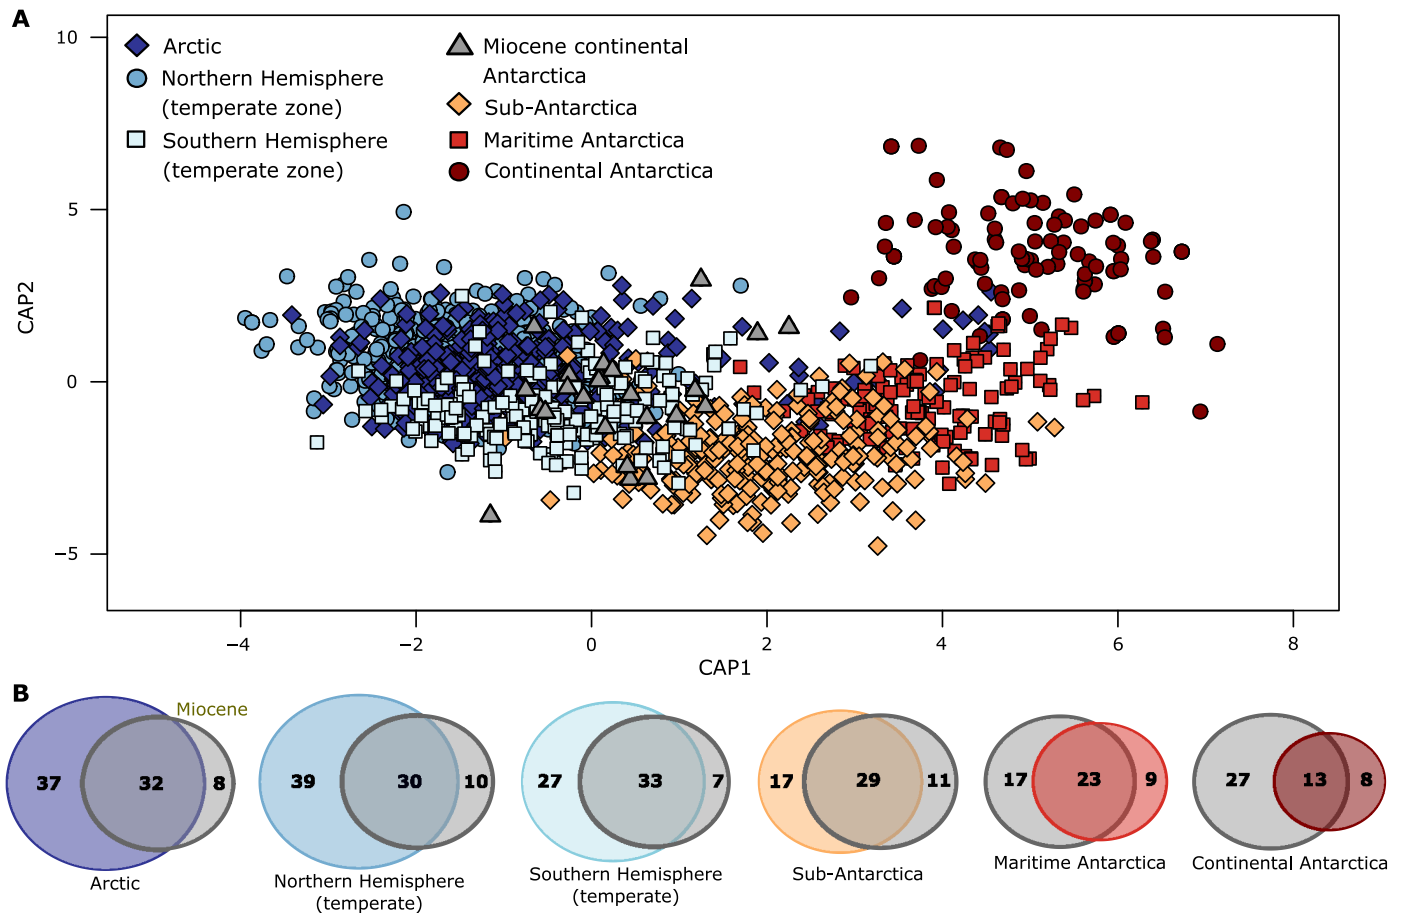 A
10
5
0
−5
CAP2
Arctic
Northern Hemisphere
(temperate zone)
Southern Hemisphere
(temperate zone)
Miocene continental
Antarctica
Sub-Antarctica
Maritime Antarctica
Continental Antarctica
−4
−2
0
2
4
6
8
CAP1
B
Miocene
37
32
8
Arctic
39
30
10
Northern Hemisphere
(temperate)
27
33
7
Southern Hemisphere
(temperate)
17
29
11
Sub-Antarctica
17
23
9
Maritime Antarctica
27
13
8
Continental Antarctica